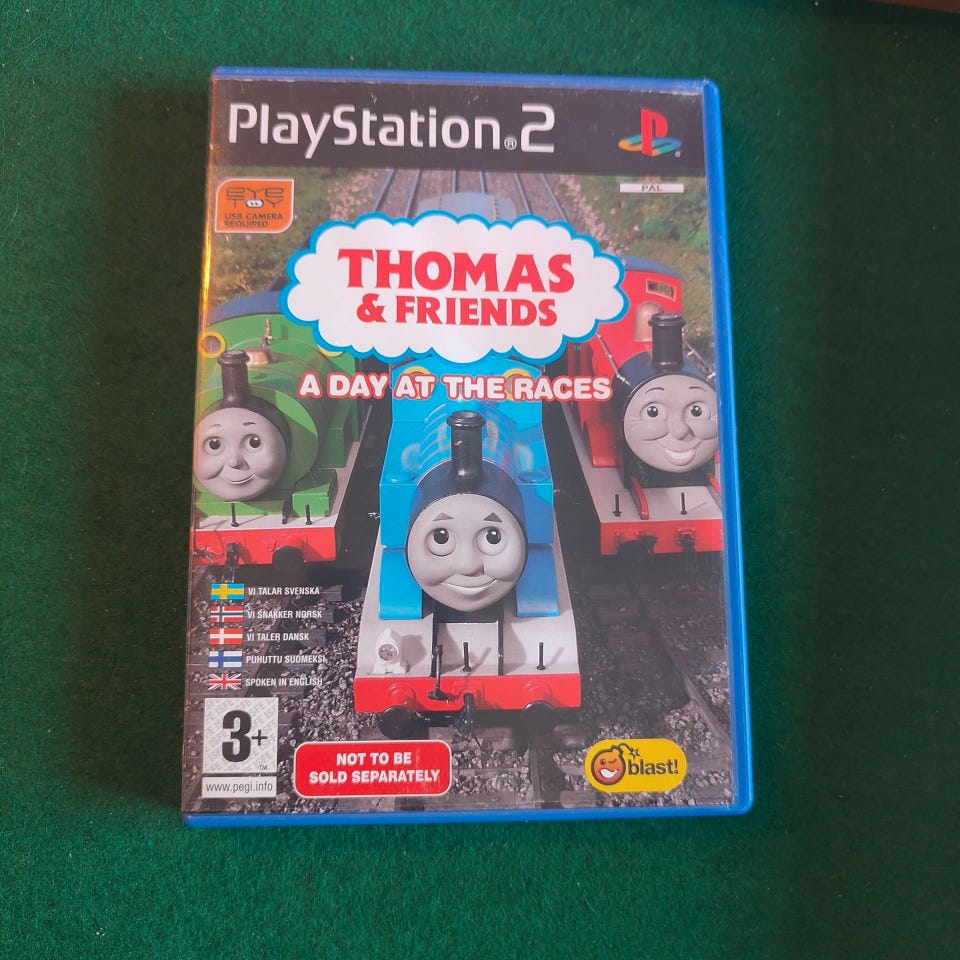 PlayStation®2
PAL
EYE TOY
USB CAMERA
REQUIRED
THOMAS
& FRIENDS
A DAY AT THE RACES
VI TALAR SVENSKA
VI SNAKKER NORSK
VI TALER DANSK
PUHUTTU SUOMEKSI
SPOKEN IN ENGLISH
3+
TM
www.pegi.info
NOT TO BE
SOLD SEPARATELY
blast!